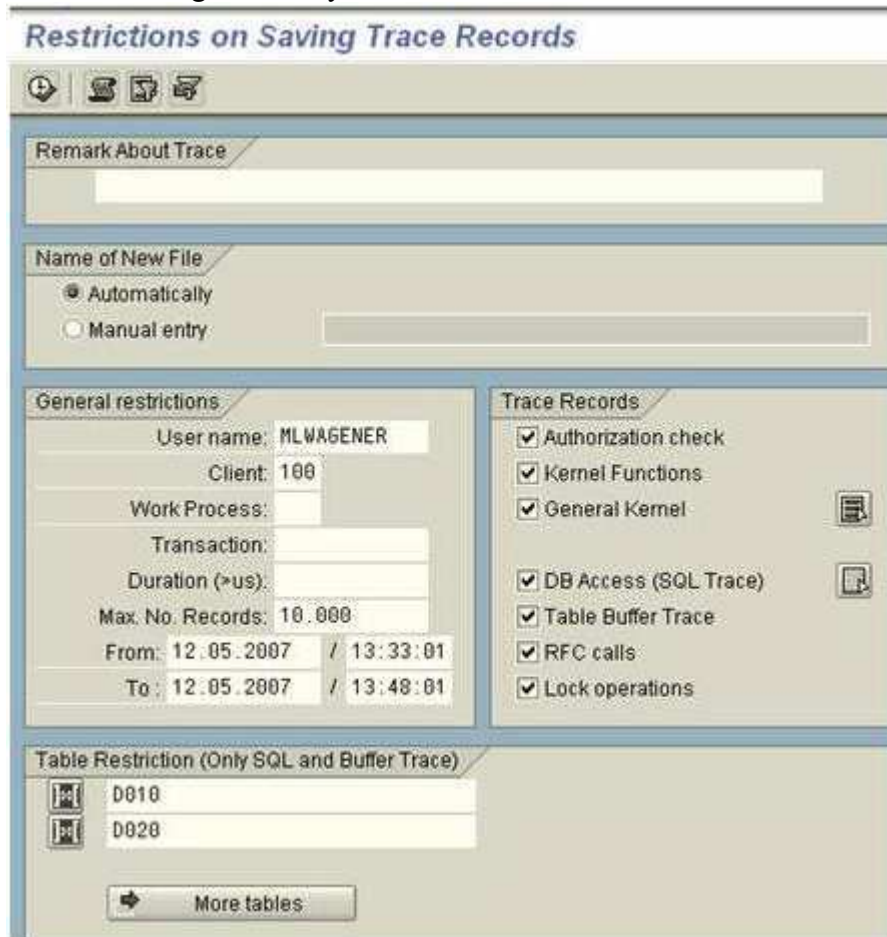 Restrictions on Saving Trace Records
Remark About Trace
Name of New File
Automatically
Manual entry
General restrictions
User name: MLWAGENER
Client: 100
Work Process:
Transaction:
Duration (>us):
Max. No. Records: 10.000
From: 12.05.2007 / 13:33:01
To : 12.05.2007 / 13:48:01
Trace Records
Authorization check
Kernel Functions
General Kernel
DB Access (SQL Trace)
Table Buffer Trace
RFC calls
Lock operations
Table Restriction (Only SQL and Buffer Trace)
D010
D020
More tables